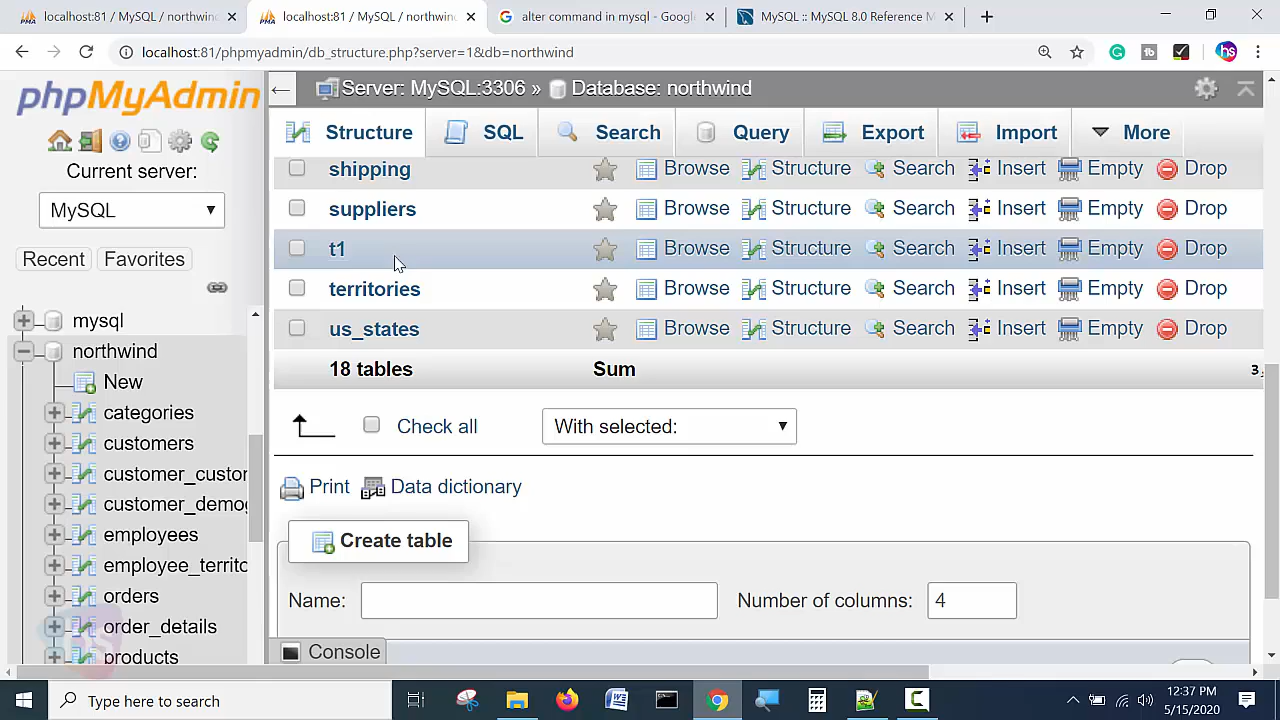 localhost:81 / MySQL / northwin
localhost:81 / MySQL / northwin
alter command in mysql - Googl
MySQL :: MySQL 8.0 Reference M
localhost:81/phpmyadmin/db_structure.php?server=1&db=northwind
phpMyAdmin
Server: MySQL:3306 » Database: northwind
Structure SQL Search Query Export Import More
Current server:
MySQL
Recent Favorites
mysql
northwind
New
categories
customers
customer_custor
customer_demog
employees
employee_territc
orders
order_details
products
shipping Browse Structure Search Insert Empty Drop
suppliers Browse Structure Search Insert Empty Drop
t1 Browse Structure Search Insert Empty Drop
territories Browse Structure Search Insert Empty Drop
us_states Browse Structure Search Insert Empty Drop
18 tables Sum 3,
Check all With selected:
Print Data dictionary
Create table
Name: Number of columns: 4
Console
Type here to search
12:37 PM
5/15/2020